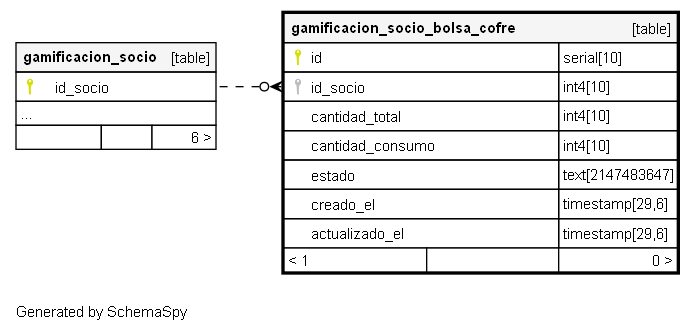 gamificacion_socio [table]
id_socio
...
6 >
gamificacion_socio_bolsa_cofre [table]
id serial[10]
id_socio int4[10]
cantidad_total int4[10]
cantidad_consumo int4[10]
estado text[2147483647]
creado_el timestamp[29,6]
actualizado_el timestamp[29,6]
< 1 0 >
Generated by SchemaSpy